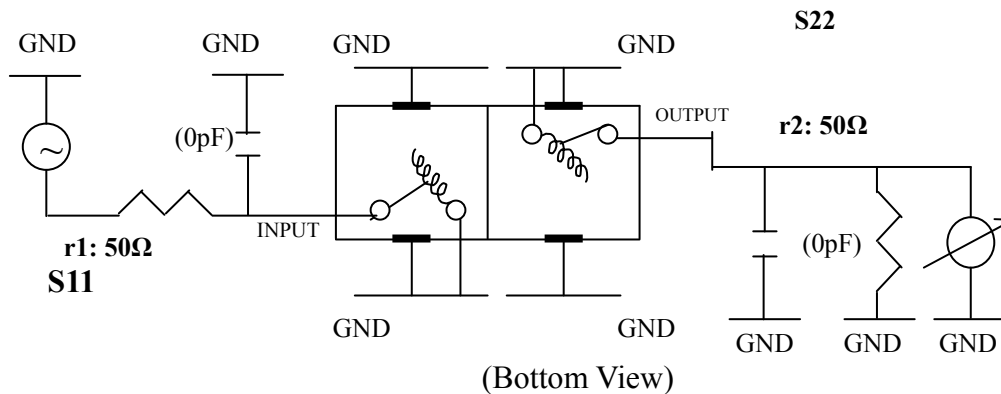 S22
GND
GND
GND
GND
(0pF)
OUTPUT
r2: 50Ω
INPUT
r1: 50Ω
S11
(0pF)
GND
GND
GND
GND
GND
(Bottom View)